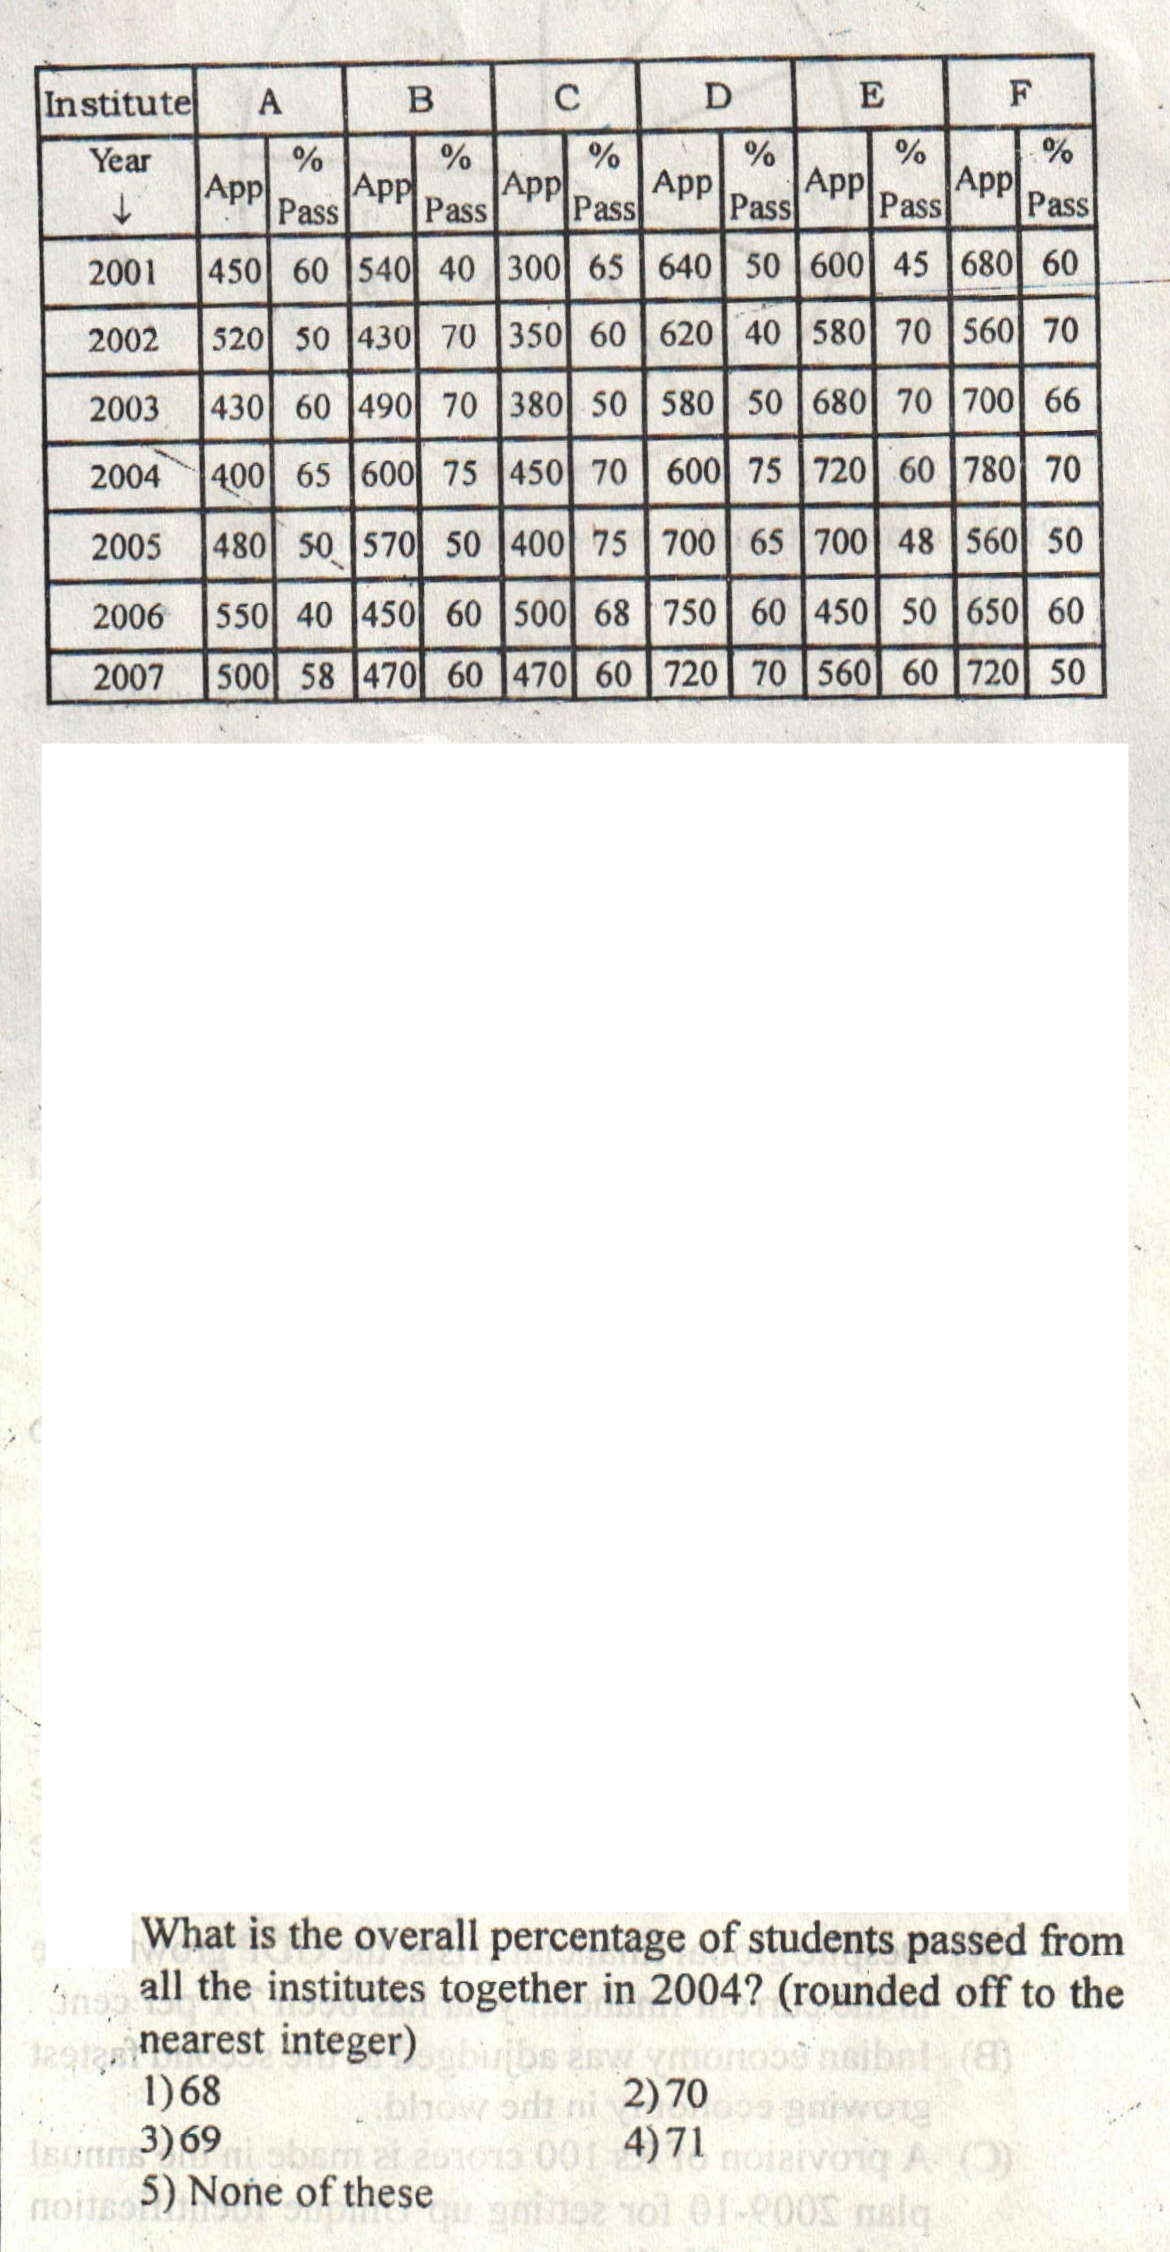 Institute A B C D E F
Year ↓ App % Pass App % Pass App % Pass App % Pass App % Pass App % Pass
2001 450 60 540 40 300 65 640 50 600 45 680 60
2002 520 50 430 70 350 60 620 40 580 70 560 70
2003 430 60 490 70 380 50 580 50 680 70 700 66
2004 400 65 600 75 450 70 600 75 720 60 780 70
2005 480 50 570 50 400 75 700 65 700 48 560 50
2006 550 40 450 60 500 68 750 60 450 50 650 60
2007 500 58 470 60 470 60 720 70 560 60 720 50
What is the overall percentage of students passed from
all the institutes together in 2004? (rounded off to the
nearest integer)
1) 68 2) 70
3) 69 4) 71
5) None of these